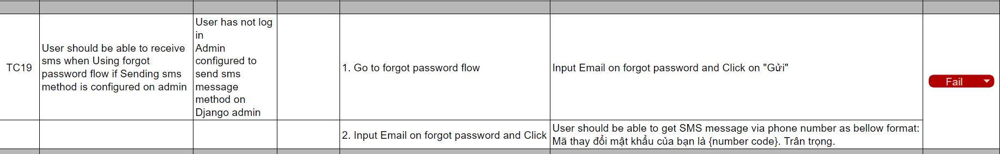 TC19
User should be able to receive
sms when Using forgot
password flow if Sending sms
method is configured on admin
User has not log
in
Admin
configured to
send sms
message
method on
Django admin
1. Go to forgot password flow
Input Email on forgot password and Click on "Gửi"
Fail
2. Input Email on forgot password and Click
User should be able to get SMS message via phone number as bellow format:
Mã thay đổi mật khẩu của bạn là {number code}. Trân trọng.